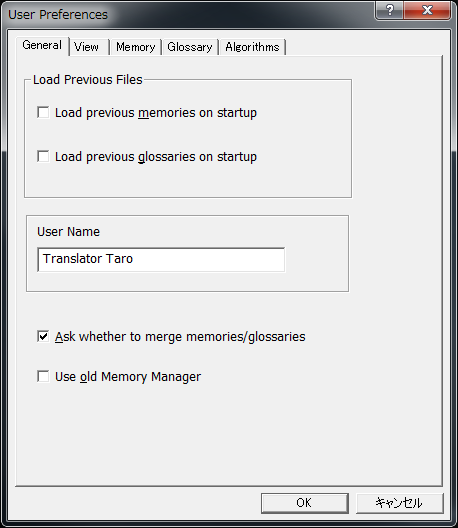 User Preferences
General View Memory Glossary Algorithms
Load Previous Files
Load previous memories on startup
Load previous glossaries on startup
User Name
Translator Taro
Ask whether to merge memories/glossaries
Use old Memory Manager
OK キャンセル